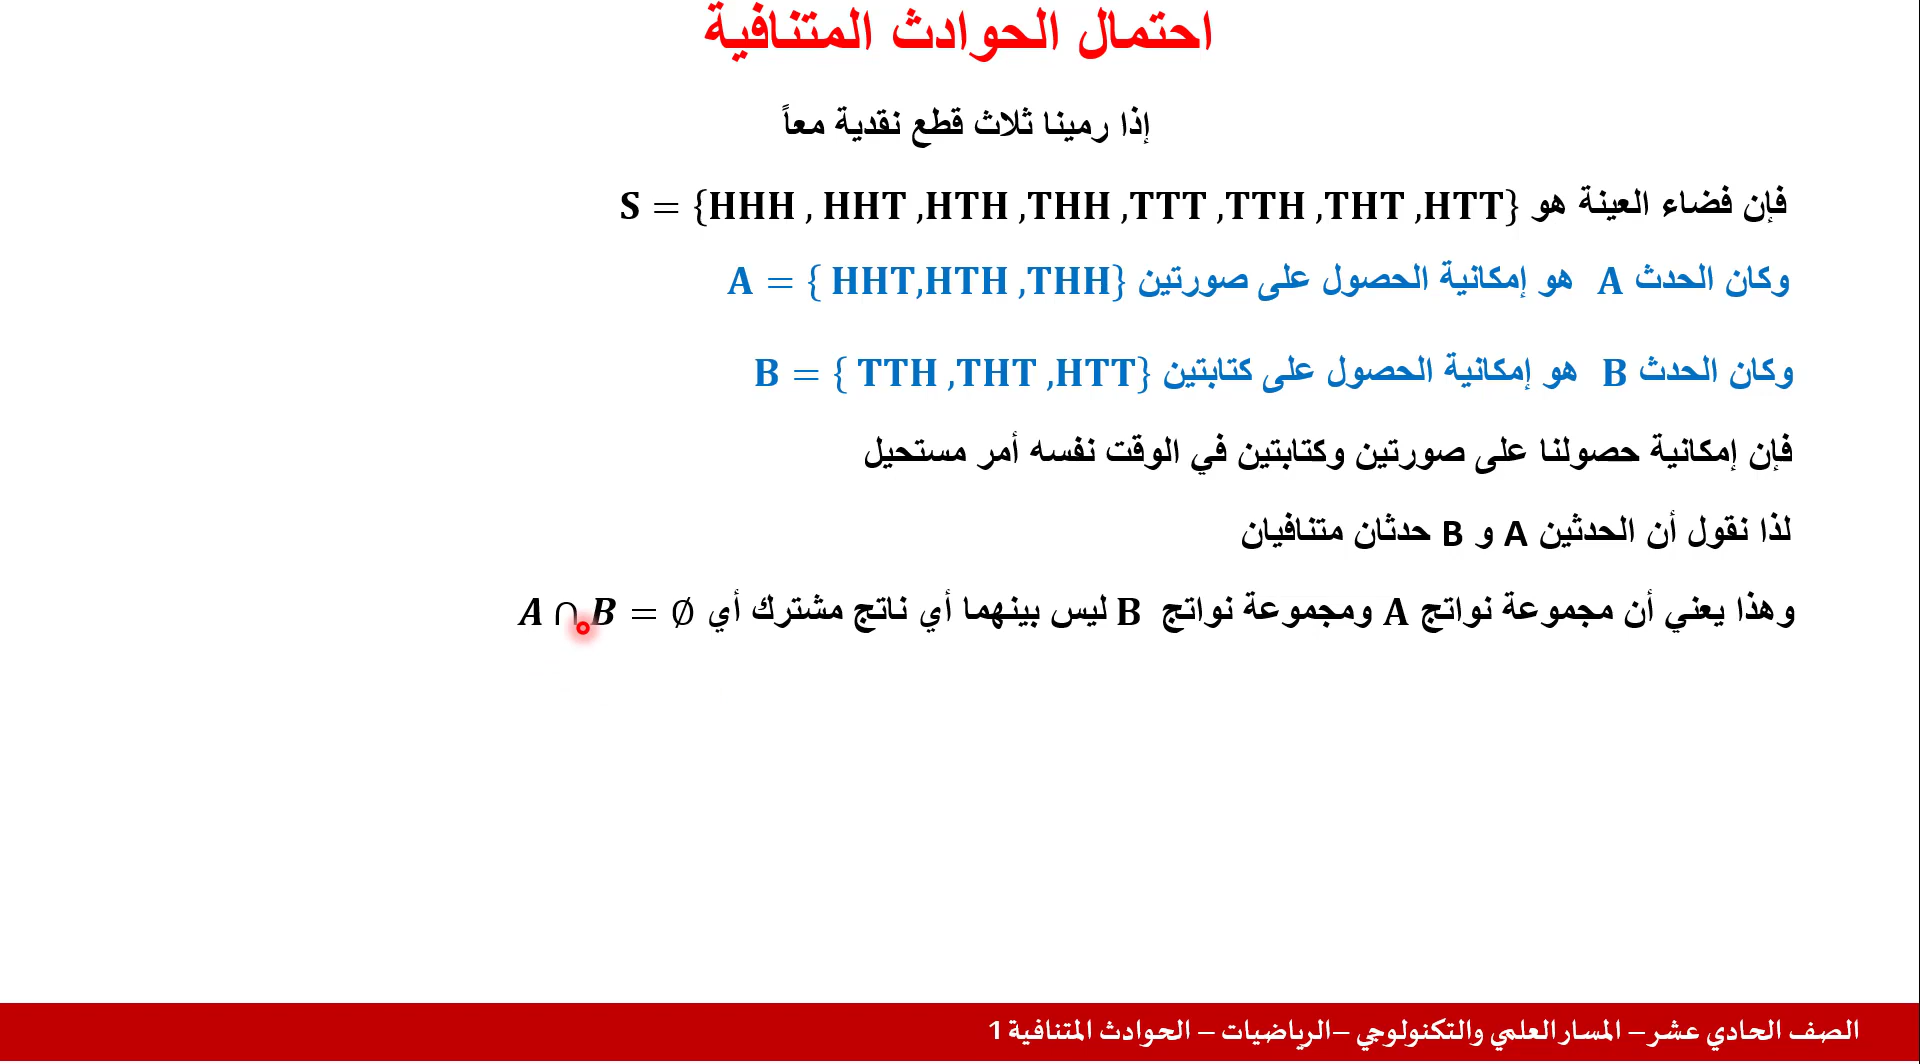 احتمال الحوادث المتنافية
إذا رمينا ثلاث قطع نقدية معاً
فإن فضاء العينة هو S = {HHH , HHT ,HTH ,THH ,TTT ,TTH ,THT ,HTT}
وكان الحدث A هو إمكانية الحصول على صورتين A = { HHT,HTH ,THH}
وكان الحدث B هو إمكانية الحصول على كتابتين B = { TTH ,THT ,HTT}
فإن إمكانية حصولنا على صورتين وكتابتين في الوقت نفسه أمر مستحيل
لذا نقول أن الحدثين A و B حدثان متنافيان
وهذا يعني أن مجموعة نواتج A ومجموعة نواتج B ليس بينهما أي ناتج مشترك أي A ∩ B = ∅
الصف الحادي عشر – المسار العلمي والتكنولوجي –الرياضيات – الحوادث المتنافية 1